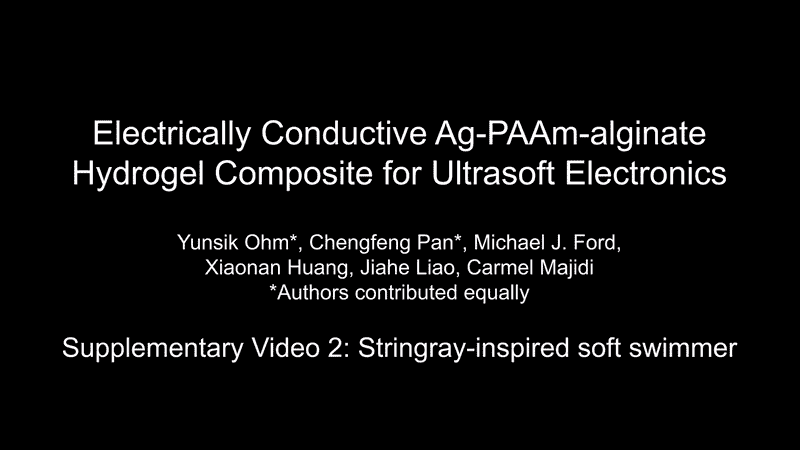 Electrically Conductive Ag-PAAm-alginate
Hydrogel Composite for Ultrasoft Electronics
Yunsik Ohm*, Chengfeng Pan*, Michael J. Ford,
Xiaonan Huang, Jiahe Liao, Carmel Majidi
*Authors contributed equally
Supplementary Video 2: Stringray-inspired soft swimmer